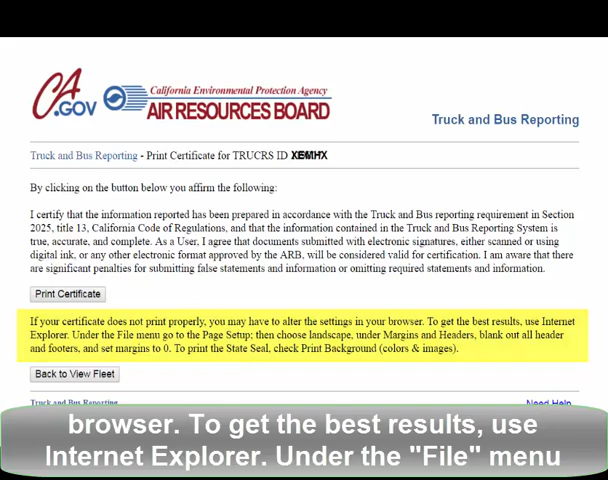 CA
.GOV
California Environmental Protection Agency
AIR RESOURCES BOARD
Truck and Bus Reporting
Truck and Bus Reporting - Print Certificate for TRUCRS ID
By clicking on the button below you affirm the following:
I certify that the information reported has been prepared in accordance with the Truck and Bus reporting requirement in Section
2025, title 13, California Code of Regulations, and that the information contained in the Truck and Bus Reporting System is
true, accurate, and complete. As a User, I agree that documents submitted with electronic signatures, either scanned or using
digital ink, or any other electronic format approved by the ARB, will be considered valid for certification. I am aware that there
are significant penalties for submitting false statements and information or omitting required statements and information.
Print Certificate
If your certificate does not print properly, you may have to alter the settings in your browser. To get the best results, use Internet
Explorer. Under the File menu go to the Page Setup; then choose landscape, under Margins and Headers, blank out all header
and footers, and set margins to 0. To print the State Seal, check Print Background (colors & images).
Back to View Fleet
Truck and Bus Reporting
Need Help
browser. To get the best results, use
Internet Explorer. Under the "File" menu